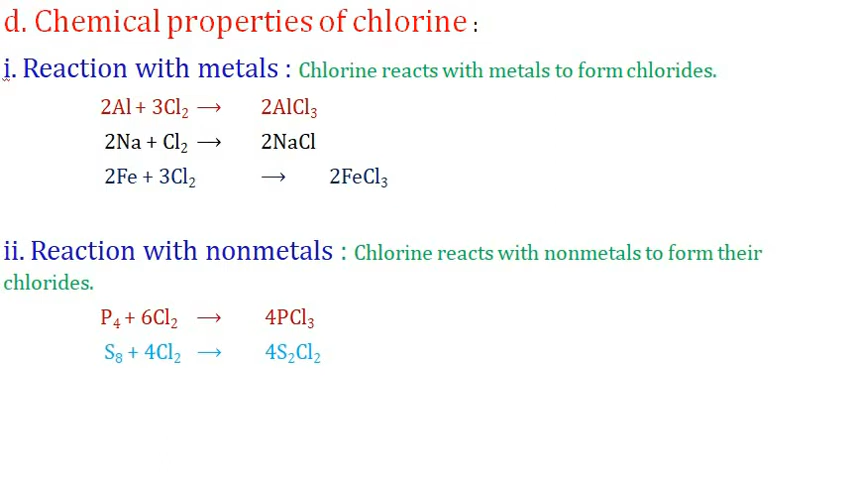 d. Chemical properties of chlorine :
i. Reaction with metals : Chlorine reacts with metals to form chlorides.
2Al + 3Cl₂ ⟶ 2AlCl₃
2Na + Cl₂ ⟶ 2NaCl
2Fe + 3Cl₂ ⟶ 2FeCl₃
ii. Reaction with nonmetals : Chlorine reacts with nonmetals to form their
chlorides.
P₄ + 6Cl₂ ⟶ 4PCl₃
S₈ + 4Cl₂ ⟶ 4S₂Cl₂